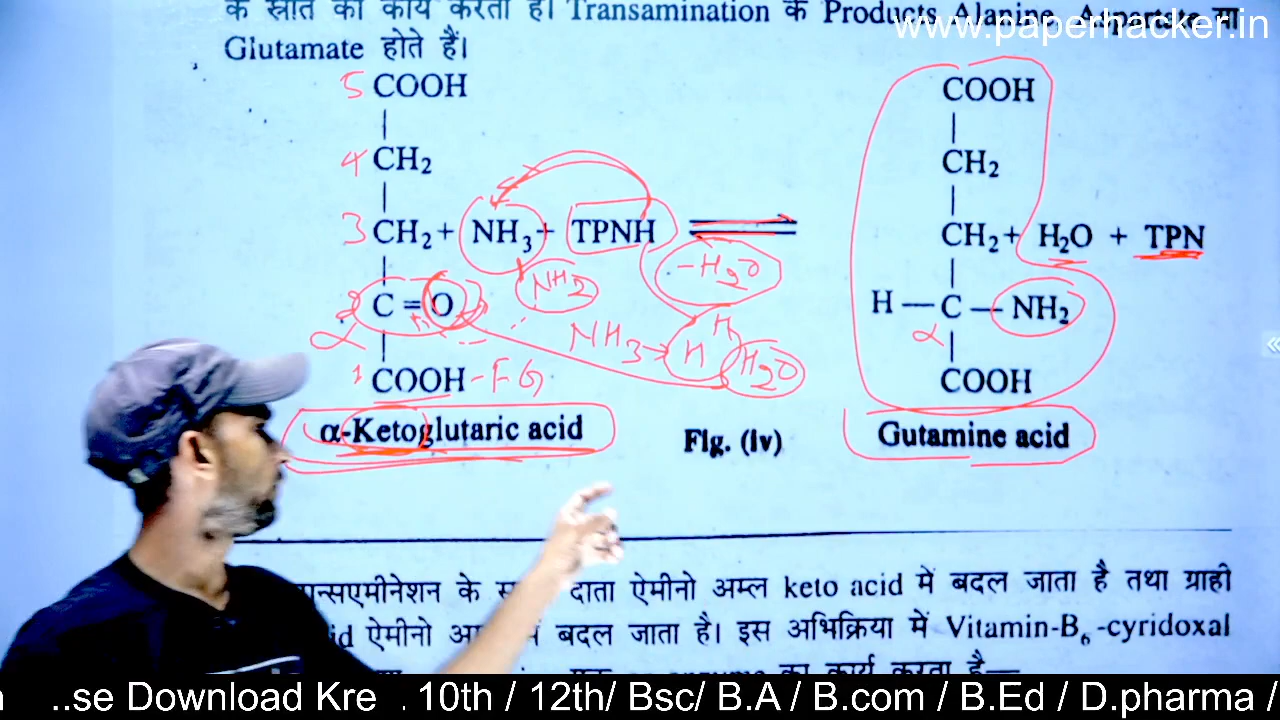 के स्रोत का कार्य करता है। Transamination के Products Alanine, Aspartate या
www.paperhacker.in
Glutamate होते हैं।
5 COOH
COOH
4 CH2
CH2
3 CH2 + NH3 + TPNH
CH2 + H2O + TPN
-H2O
NH2
2 C = O
H — C — NH2
α
α
NH3 → H
H
H2O
1 COOH - FG
COOH
α-Ketoglutaric acid
Fig. (iv)
Gutamine acid
दाता ऐमीनो अम्ल keto acid में बदल जाता है तथा ग्राही
बदल जाता है। इस अभिक्रिया में Vitamin-B6-cyridoxal
का कार्य करता है—
..se Download Kre . 10th / 12th/ Bsc/ B.A / B.com / B.Ed / D.pharma /